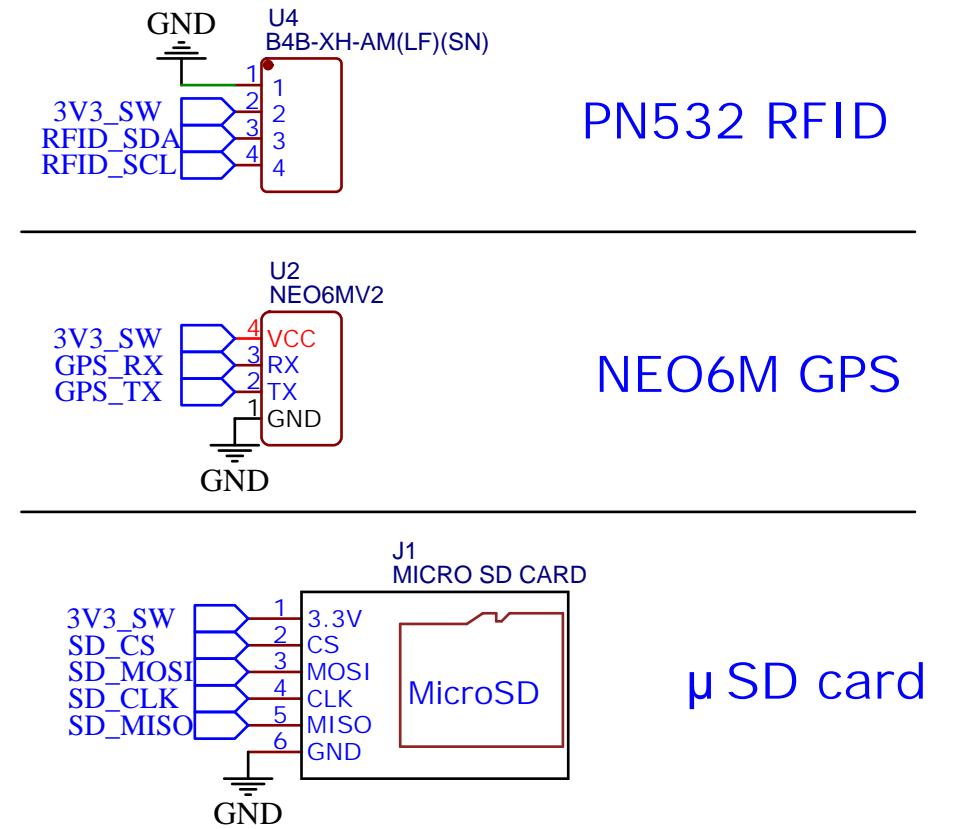 GND
U4
B4B-XH-AM(LF)(SN)
1 1
3V3_SW 2 2
RFID_SDA 3 3
RFID_SCL 4 4
PN532 RFID
U2
NEO6MV2
3V3_SW 4 VCC
GPS_RX 3 RX
GPS_TX 2 TX
1 GND
GND
NEO6M GPS
J1
MICRO SD CARD
3V3_SW 1 3.3V
SD_CS 2 CS
SD_MOSI 3 MOSI
SD_CLK 4 CLK
SD_MISO 5 MISO
6 GND
GND
MicroSD
µSD card